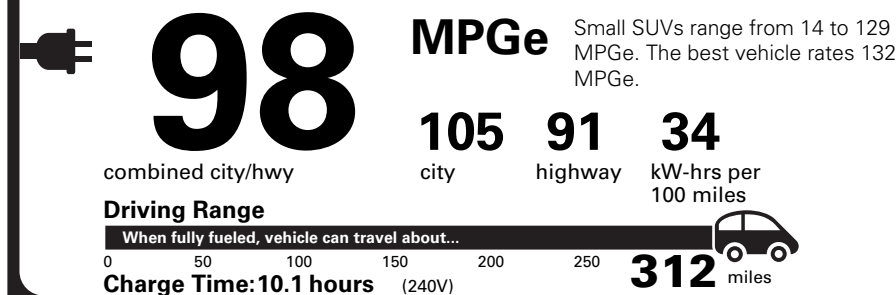 98
MPGe
Small SUVs range from 14 to 129
MPGe. The best vehicle rates 132
MPGe.
combined city/hwy
105 91 34
city highway kW-hrs per
100 miles
Driving Range
When fully fueled, vehicle can travel about...
0 50 100 150 200 250 312 miles
Charge Time: 10.1 hours (240V)